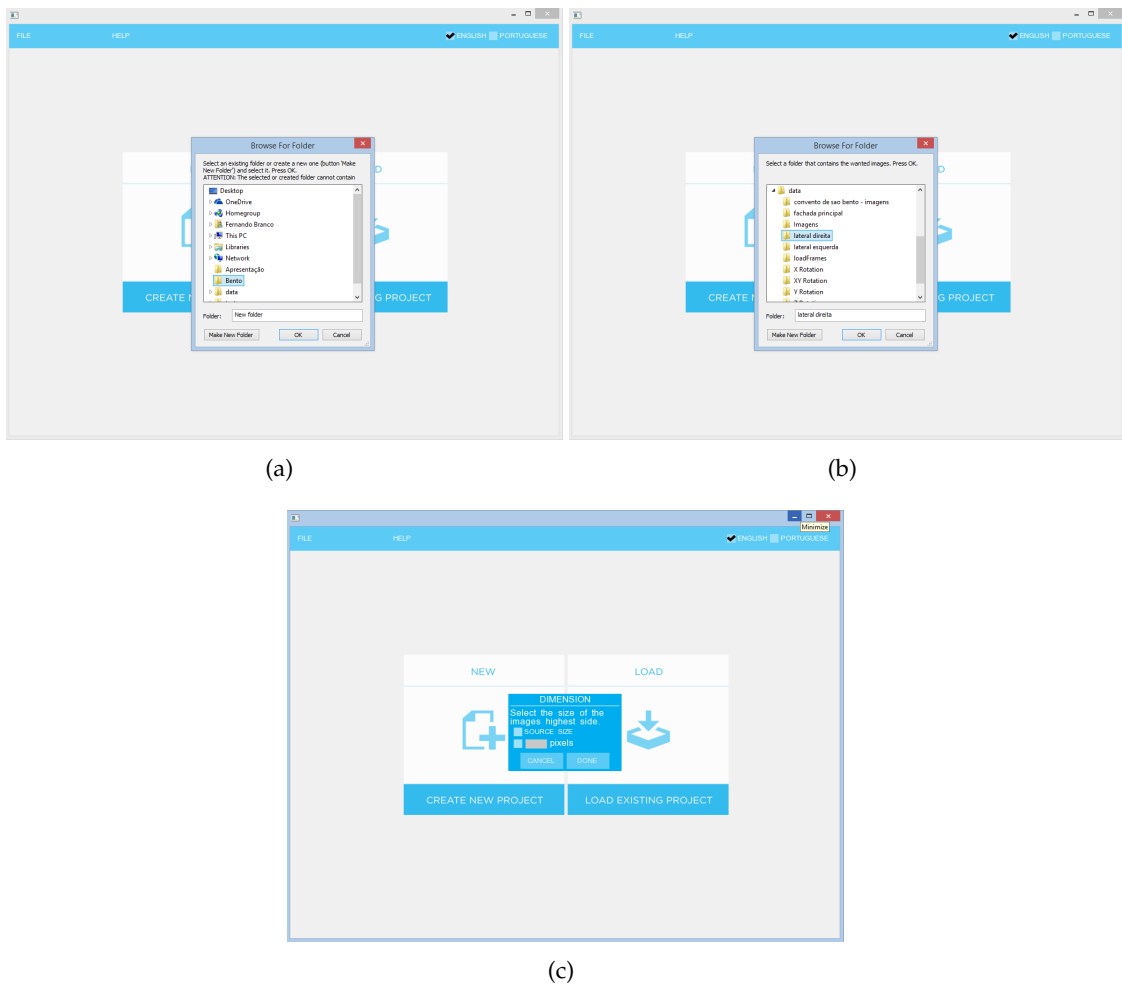 FILE
HELP
ENGLISH PORTUGUESE
Browse For Folder
Select an existing folder or create a new one (button 'Make
New Folder') and select it. Press OK.
ATTENTION: The selected or created folder cannot contain
Desktop
OneDrive
Homegroup
Fernando Branco
This PC
Libraries
Network
Apresentação
Bento
data
Folder: New folder
Make New Folder OK Cancel
D
CREATE
G PROJECT
(a)
FILE
HELP
ENGLISH PORTUGUESE
Browse For Folder
Select a folder that contains the wanted images. Press OK.
data
convento de sao bento - imagens
fachada principal
Imagens
lateral direita
lateral esquerda
loadFrames
X Rotation
XY Rotation
Y Rotation
Folder: lateral direita
Make New Folder OK Cancel
D
CREATE
G PROJECT
(b)
Minimize
FILE
HELP
ENGLISH PORTUGUESE
NEW
LOAD
DIMENSION
Select the size of the
images highest side.
SOURCE SIZE
pixels
CANCEL DONE
CREATE NEW PROJECT
LOAD EXISTING PROJECT
(c)